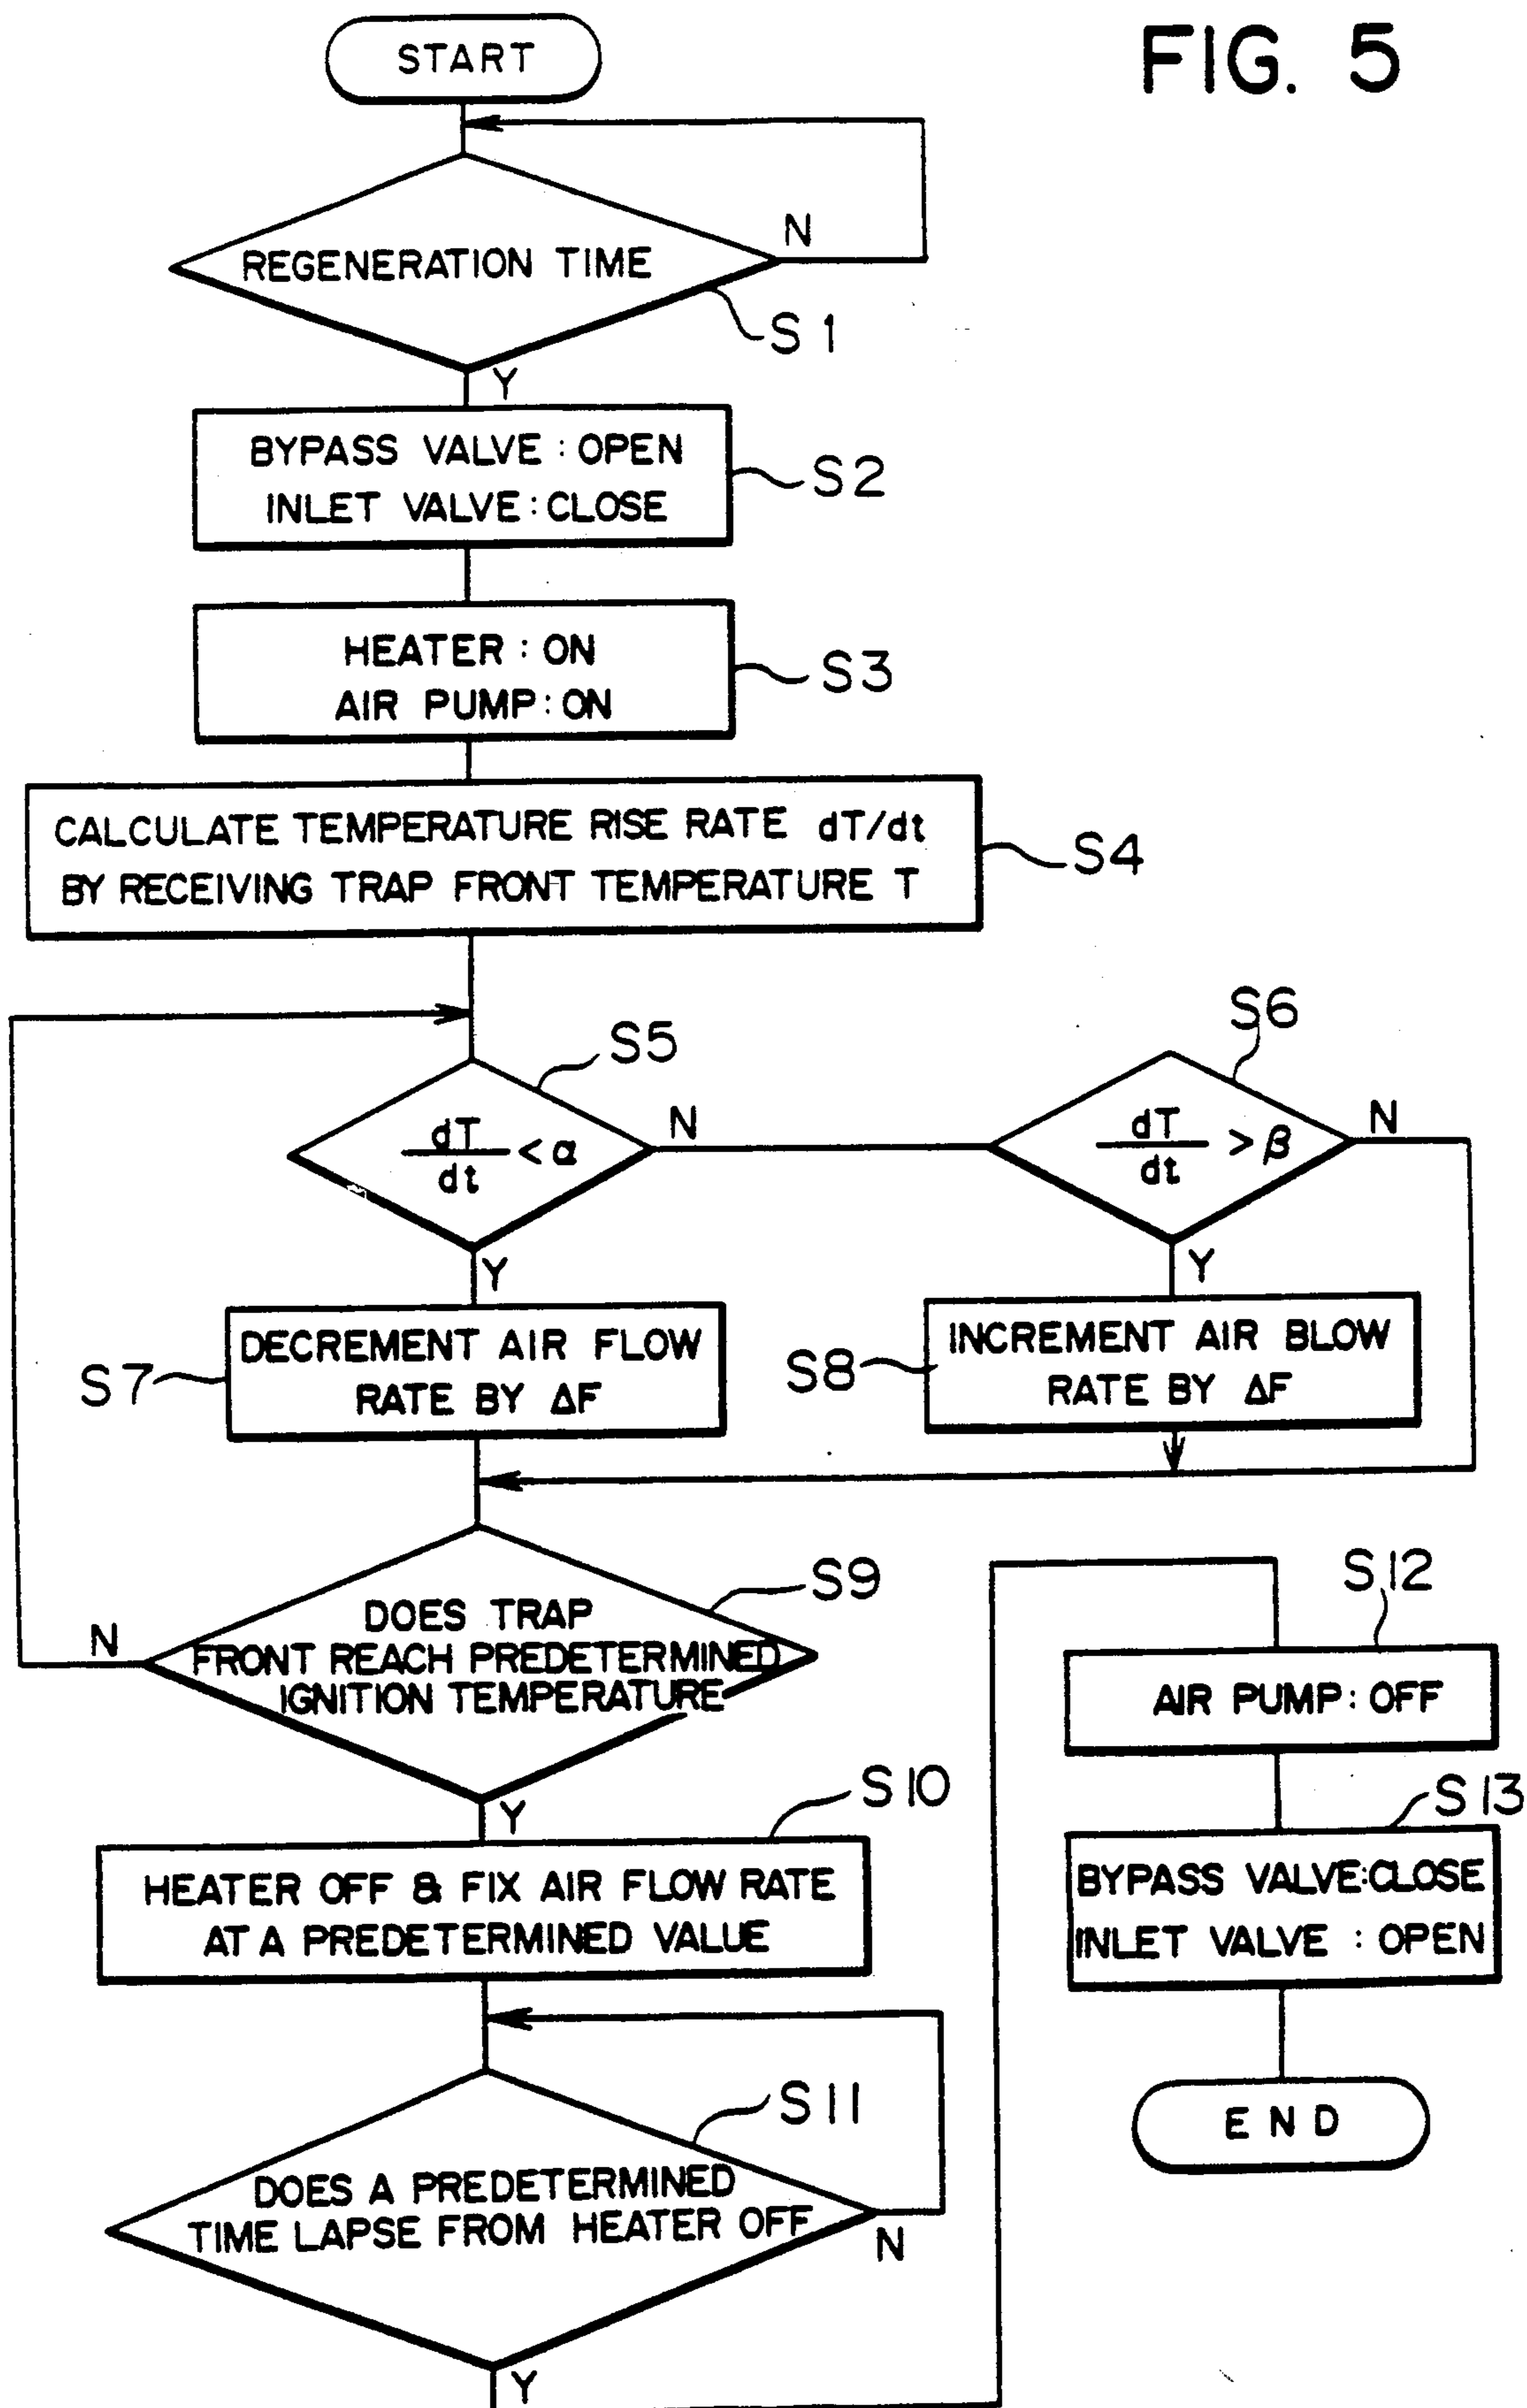 FIG. 5
START
REGENERATION TIME
N
S1
Y
BYPASS VALVE : OPEN
INLET VALVE : CLOSE
S2
HEATER : ON
AIR PUMP : ON
S3
CALCULATE TEMPERATURE RISE RATE dT/dt
BY RECEIVING TRAP FRONT TEMPERATURE T
S4
S5
dT
dt
< α
N
Y
S6
dT
dt
> β
N
Y
DECREMENT AIR FLOW
RATE BY ΔF
S7
INCREMENT AIR BLOW
RATE BY ΔF
S8
S9
DOES TRAP
FRONT REACH PREDETERMINED
IGNITION TEMPERATURE
N
Y
S10
HEATER OFF & FIX AIR FLOW RATE
AT A PREDETERMINED VALUE
S11
DOES A PREDETERMINED
TIME LAPSE FROM HEATER OFF
N
Y
S12
AIR PUMP : OFF
S13
BYPASS VALVE:CLOSE
INLET VALVE : OPEN
END